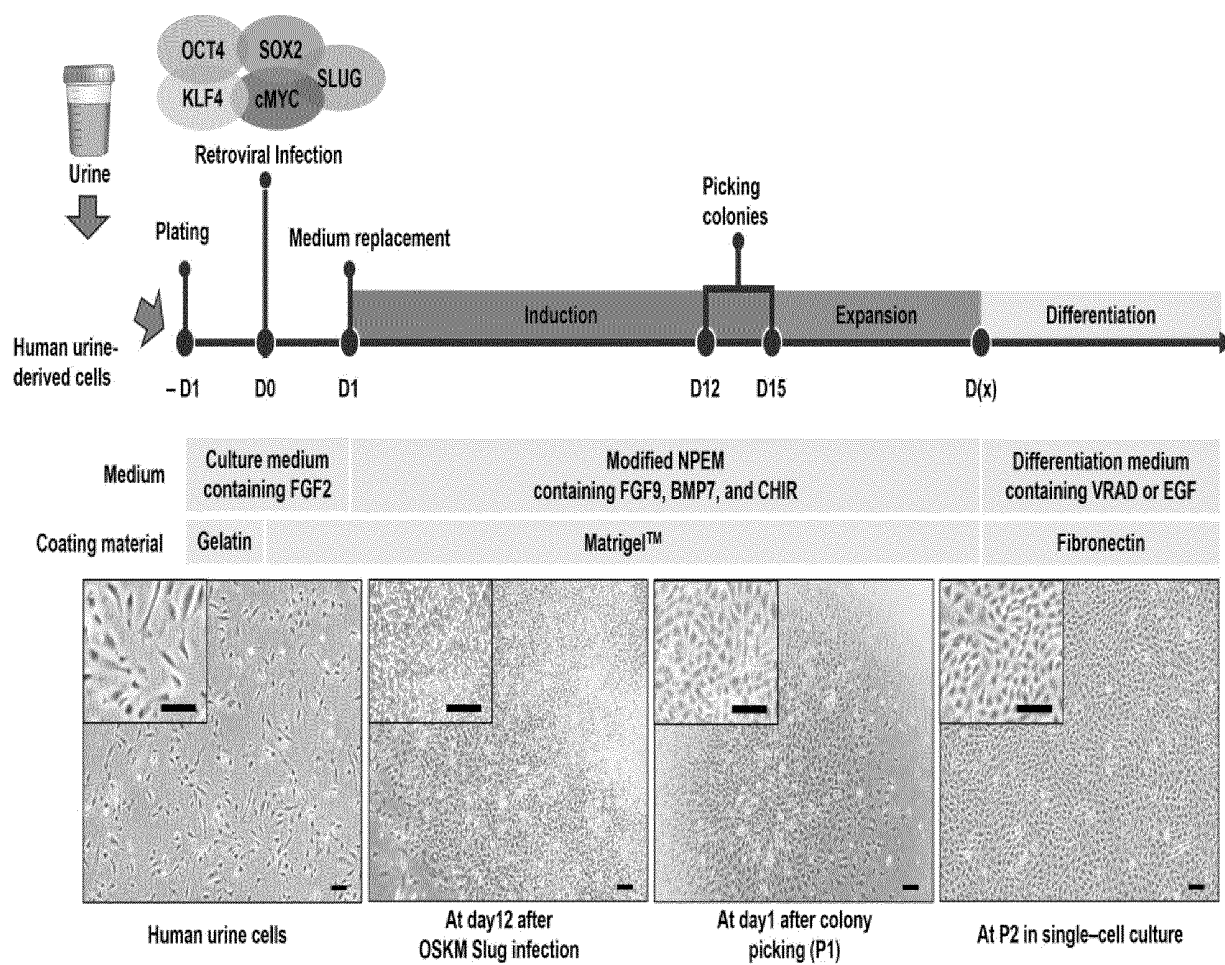 OCT4
SOX2
SLUG
KLF4
cMYC
Urine
Retroviral Infection
Plating
Medium replacement
Picking
colonies
Induction
Expansion
Differentiation
Human urine-
derived cells
– D1
D0
D1
D12
D15
D(x)
Medium
Culture medium
containing FGF2
Modified NPEM
containing FGF9, BMP7, and CHIR
Differentiation medium
containing VRAD or EGF
Coating material
Gelatin
Matrigel™
Fibronectin
Human urine cells
At day12 after
OSKM Slug infection
At day1 after colony
picking (P1)
At P2 in single–cell culture